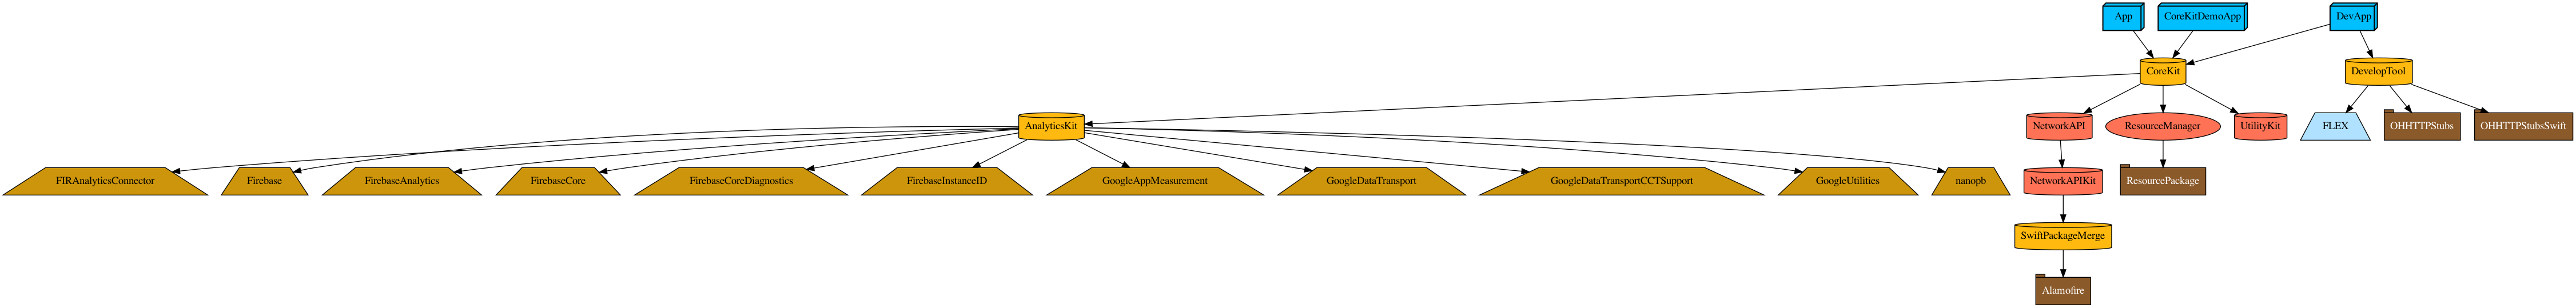 App
CoreKitDemoApp
DevApp
CoreKit
DevelopTool
AnalyticsKit
NetworkAPI
ResourceManager
UtilityKit
FLEX
OHHTTPStubs
OHHTTPStubsSwift
FIRAnalyticsConnector
Firebase
FirebaseAnalytics
FirebaseCore
FirebaseCoreDiagnostics
FirebaseInstanceID
GoogleAppMeasurement
GoogleDataTransport
GoogleDataTransportCCTSupport
GoogleUtilities
nanopb
NetworkAPIKit
ResourcePackage
SwiftPackageMerge
Alamofire